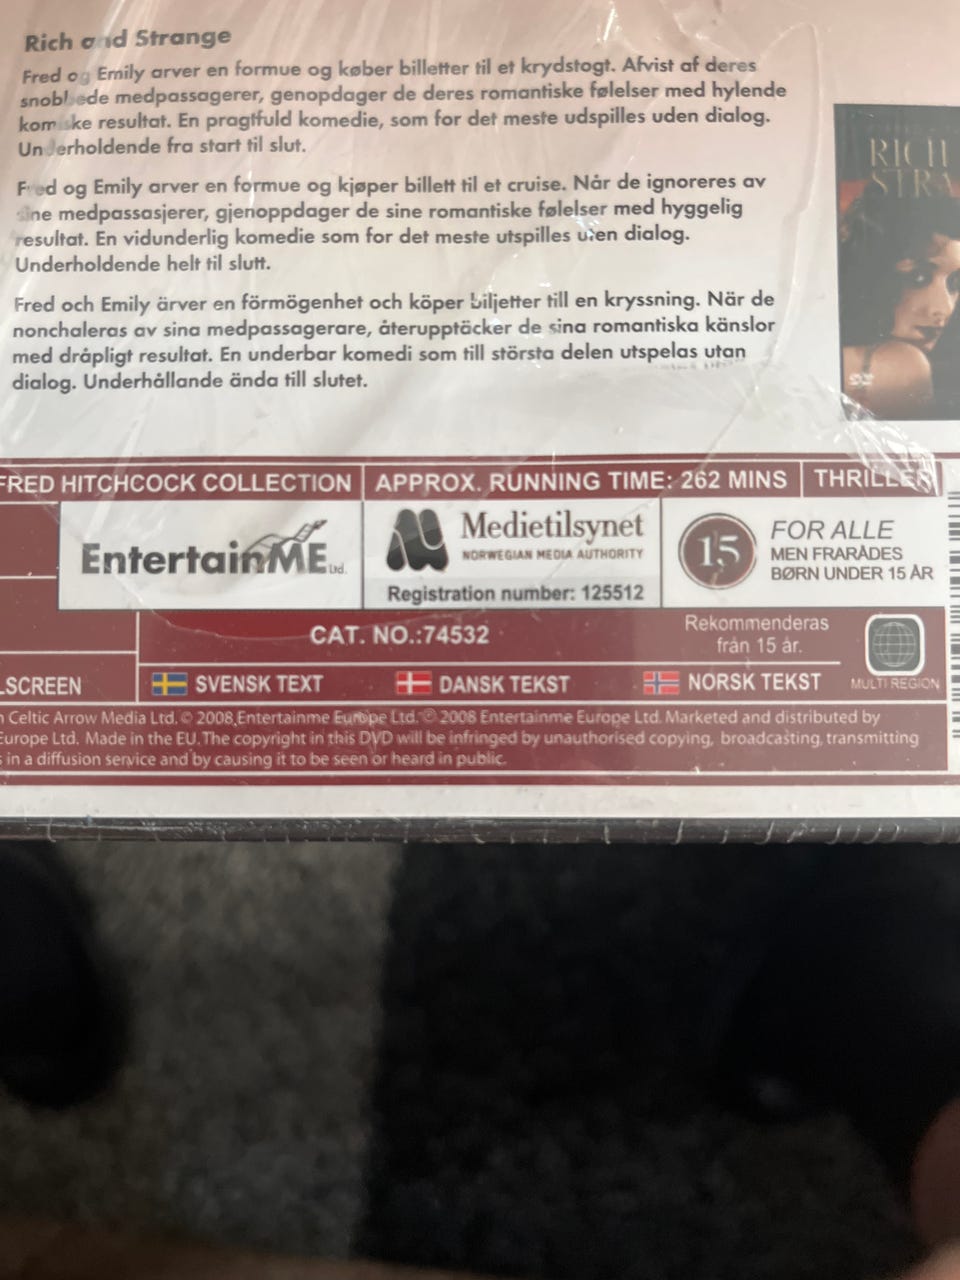 Rich and Strange
Fred og Emily arver en formue og køber billetter til et krydstogt. Afvist af deres
snobbede medpassagerer, genopdager de deres romantiske følelser med hylende
komiske resultat. En pragtfuld komedie, som for det meste udspilles uden dialog.
Underholdende fra start til slut.
Fred og Emily arver en formue og kjøper billett til et cruise. Når de ignoreres av
sine medpassasjerer, gjenoppdager de sine romantiske følelser med hyggelig
resultat. En vidunderlig komedie som for det meste utspilles uten dialog.
Underholdende helt til slutt.
Fred och Emily ärver en förmögenhet och köper biljetter till en kryssning. När de
nonchaleras av sina medpassagerare, återupptäcker de sina romantiska känslor
med dråpligt resultat. En underbar komedi som till största delen utspelas utan
dialog. Underhållande ända till slutet.
RICH
STRA
FRED HITCHCOCK COLLECTION APPROX. RUNNING TIME: 262 MINS THRILLER
EntertainME Ltd.
Medietilsynet
NORWEGIAN MEDIA AUTHORITY
Registration number: 125512
15
FOR ALLE
MEN FRARÅDES
BØRN UNDER 15 ÅR
CAT. NO.:74532
Rekommenderas
från 15 år.
LSCREEN SVENSK TEXT DANSK TEKST NORSK TEKST MULTI REGION
Celtic Arrow Media Ltd. © 2008 Entertainme Europe Ltd. © 2008 Entertainme Europe Ltd. Marketed and distributed by
Europe Ltd. Made in the EU. The copyright in this DVD will be infringed by unauthorised copying, broadcasting, transmitting
in a diffusion service and by causing it to be seen or heard in public.